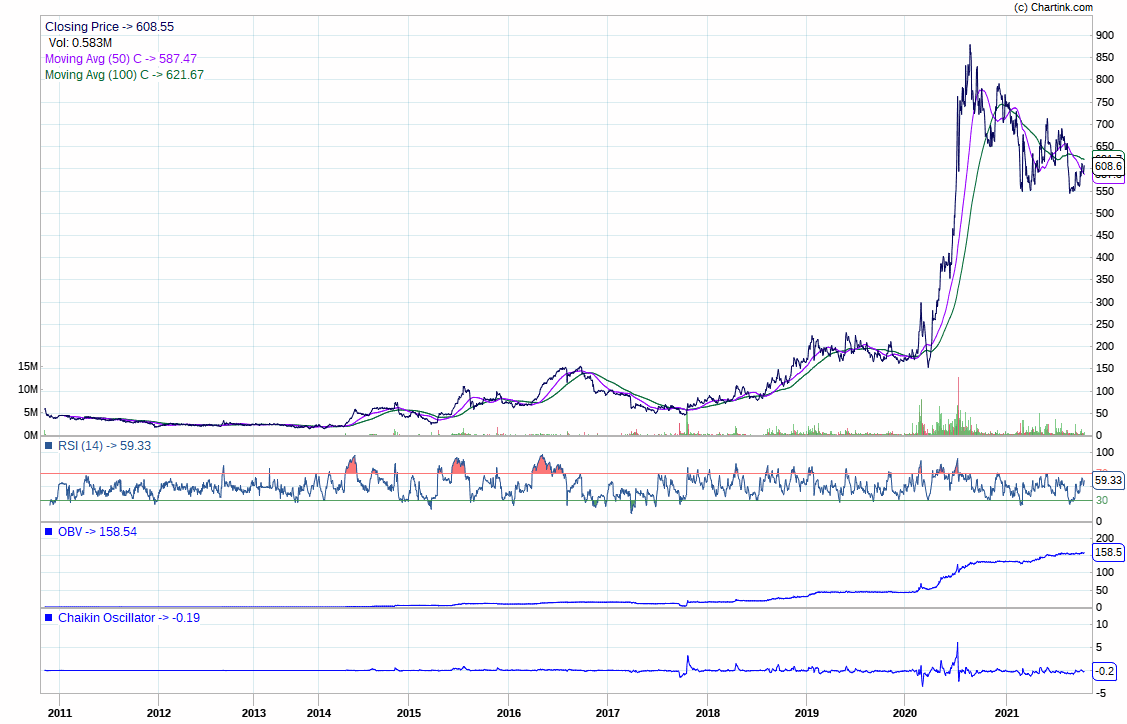 (c) Chartink.com
Closing Price -> 608.55
Vol: 0.583M
Moving Avg (50) C -> 587.47
Moving Avg (100) C -> 621.67
900
850
800
750
700
650
608.6
550
500
450
400
350
300
250
200
150
100
50
0
15M
10M
5M
0M
RSI (14) -> 59.33
100
59.33
30
0
OBV -> 158.54
200
158.5
100
50
0
Chaikin Oscillator -> -0.19
10
5
-0.2
-5
2011 2012 2013 2014 2015 2016 2017 2018 2019 2020 2021